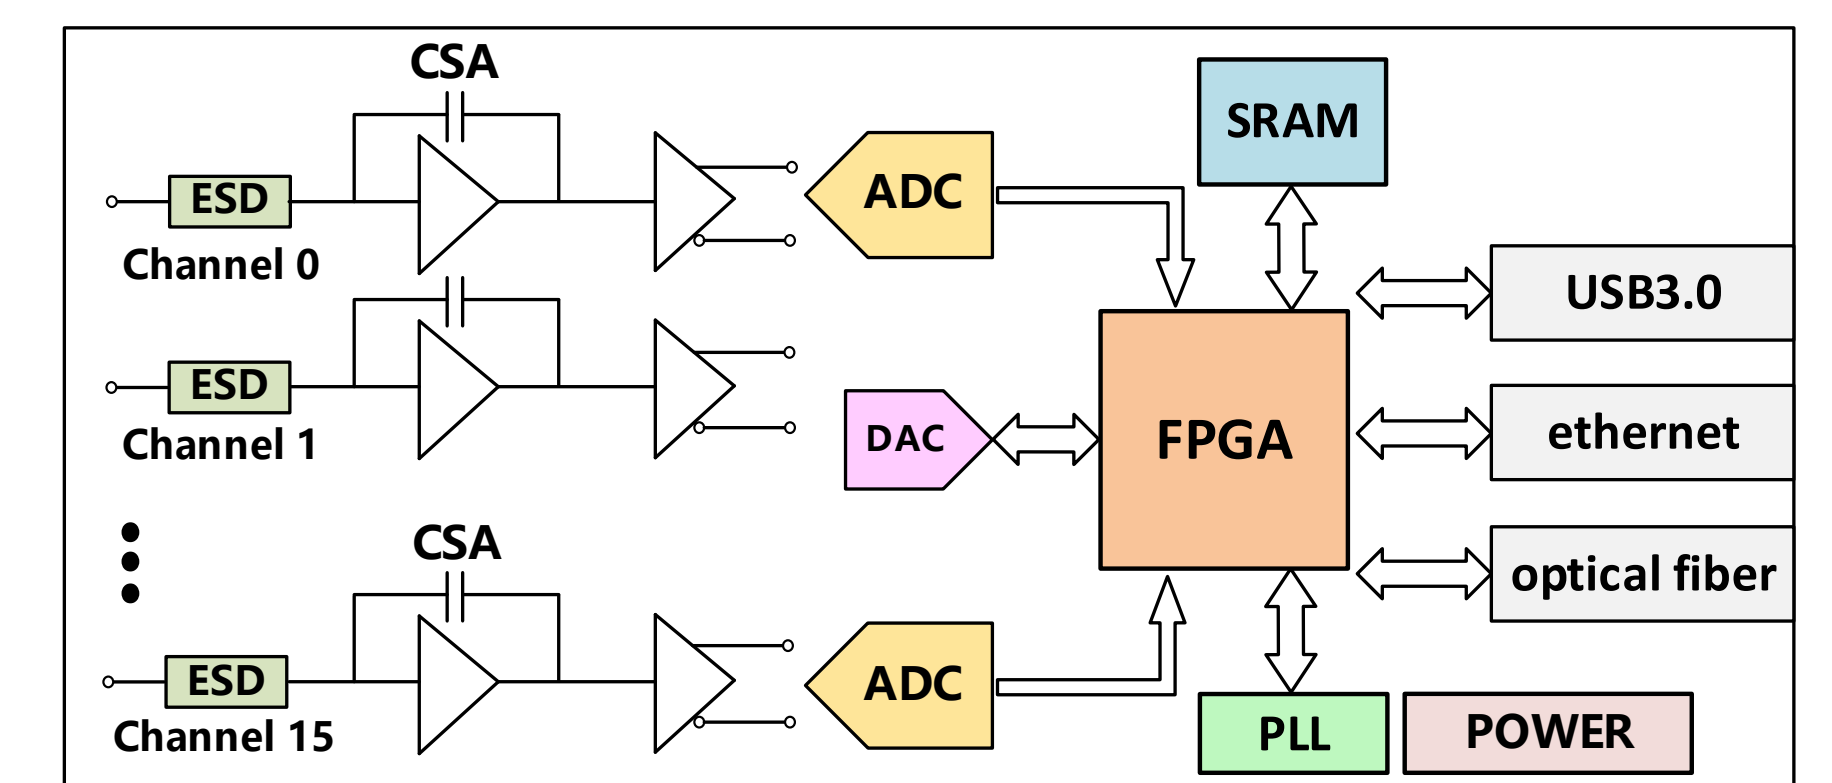 CSA
SRAM
ESD
ADC
Channel 0
USB3.0
ESD
Channel 1
DAC
FPGA
ethernet
CSA
optical fiber
ESD
ADC
Channel 15
PLL
POWER